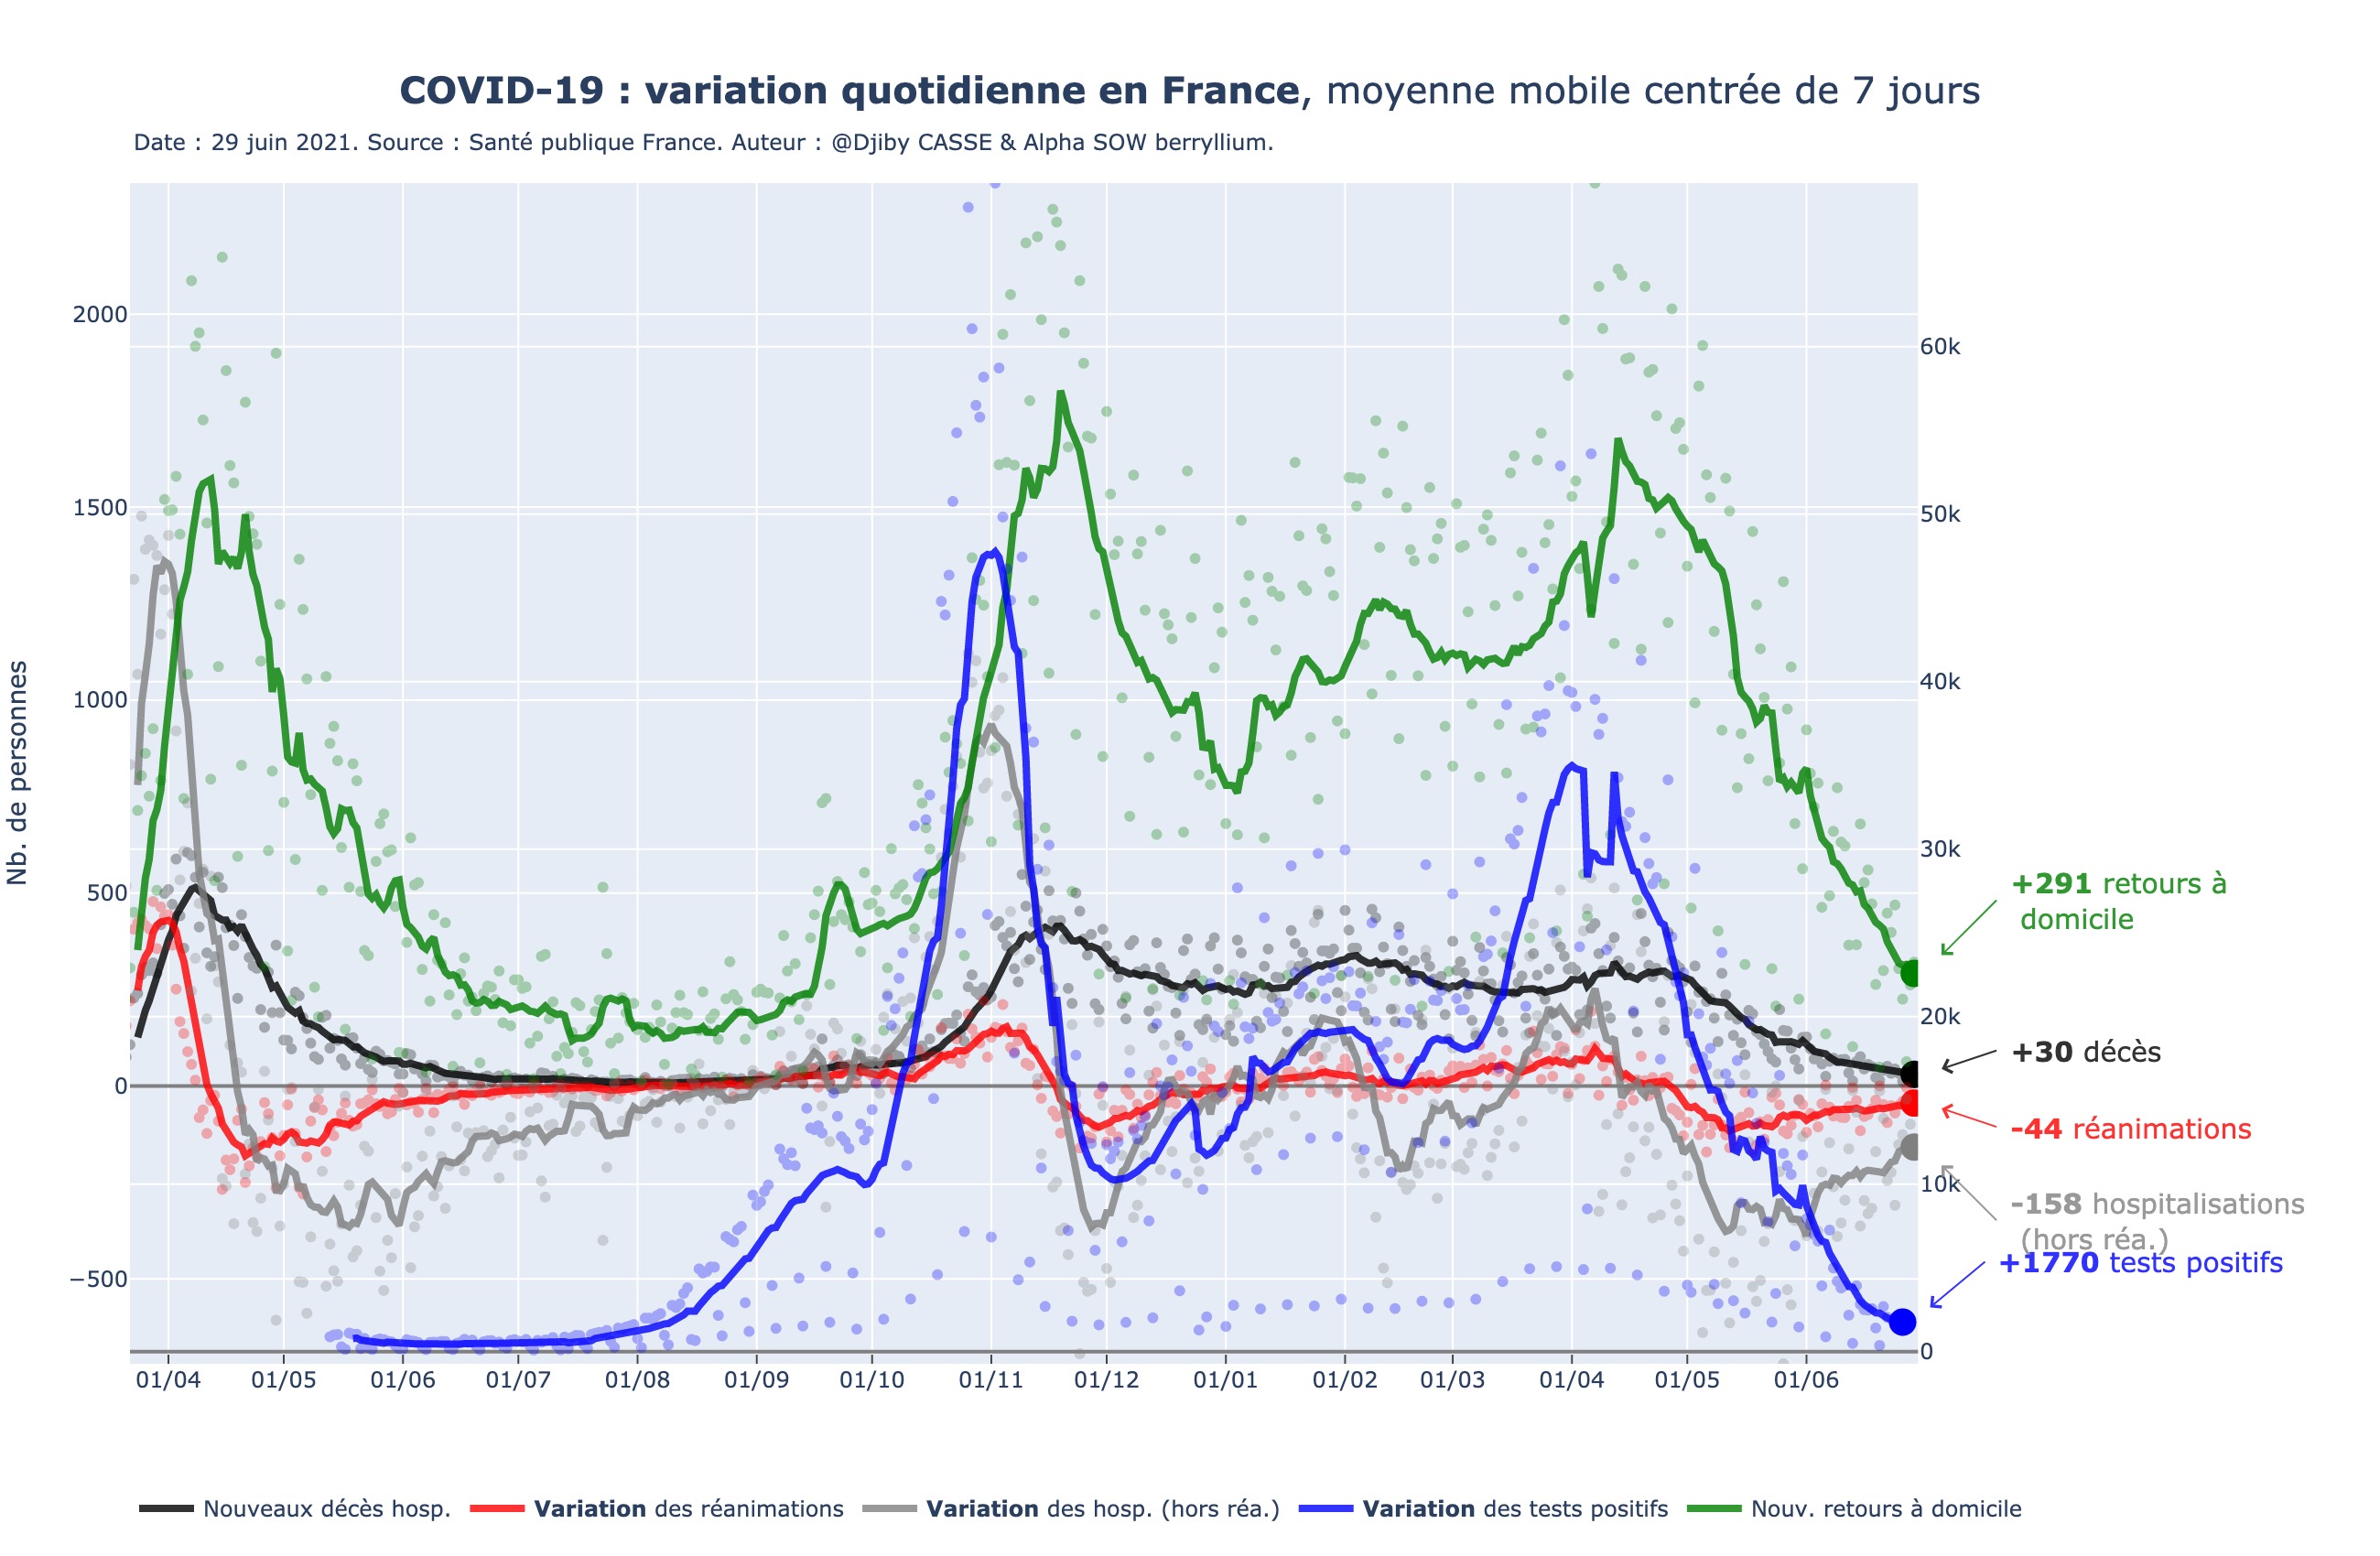 COVID-19 : variation quotidienne en France, moyenne mobile centrée de 7 jours
Date : 29 juin 2021. Source : Santé publique France. Auteur : @Djiby CASSE & Alpha SOW berryllium.
Nb. de personnes
2000
1500
1000
500
0
−500
60k
50k
40k
30k
20k
10k
0
+291 retours à
domicile
+30 décès
-44 réanimations
-158 hospitalisations
(hors réa.)
+1770 tests positifs
01/04 01/05 01/06 01/07 01/08 01/09 01/10 01/11 01/12 01/01 01/02 01/03 01/04 01/05 01/06
Nouveaux décès hosp. Variation des réanimations Variation des hosp. (hors réa.) Variation des tests positifs Nouv. retours à domicile